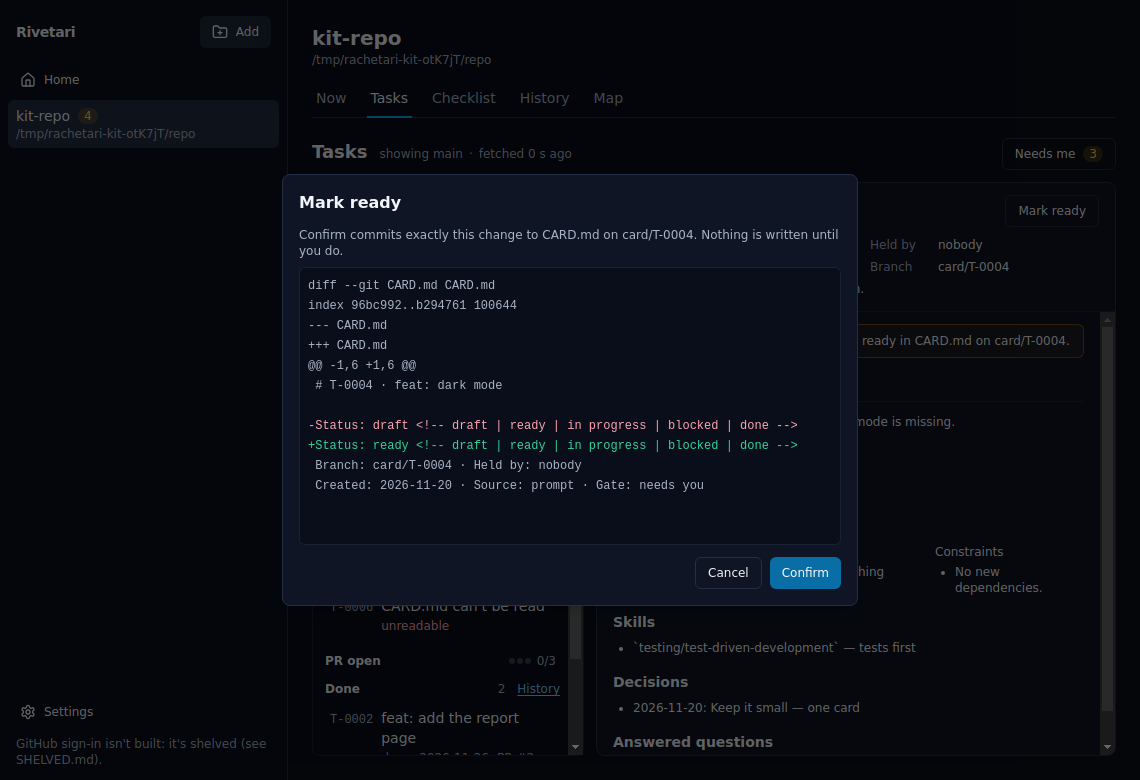 Rivetari
Add
Home
kit-repo 4
/tmp/rachetari-kit-otK7jT/repo
Settings
GitHub sign-in isn't built: it's shelved (see
SHELVED.md).
kit-repo
/tmp/rachetari-kit-otK7jT/repo
Now Tasks Checklist History Map
Tasks showing main · fetched 0 s ago
Needs me 3
Mark ready
Held by nobody
Branch card/T-0004
ready in CARD.md on card/T-0004.
mode is missing.
Mark ready
Confirm commits exactly this change to CARD.md on card/T-0004. Nothing is written until
you do.
diff --git CARD.md CARD.md
index 96bc992..b294761 100644
--- CARD.md
+++ CARD.md
@@ -1,6 +1,6 @@
 # T-0004 · feat: dark mode
-Status: draft <!-- draft | ready | in progress | blocked | done -->
+Status: ready <!-- draft | ready | in progress | blocked | done -->
 Branch: card/T-0004 · Held by: nobody
 Created: 2026-11-20 · Source: prompt · Gate: needs you
Cancel Confirm
Constraints
• No new
dependencies.
T-0006 CARD.md can't be read
unreadable
PR open 0/3
Done 2 History
T-0002 feat: add the report
page
Skills
• `testing/test-driven-development` — tests first
Decisions
• 2026-11-20: Keep it small — one card
Answered questions